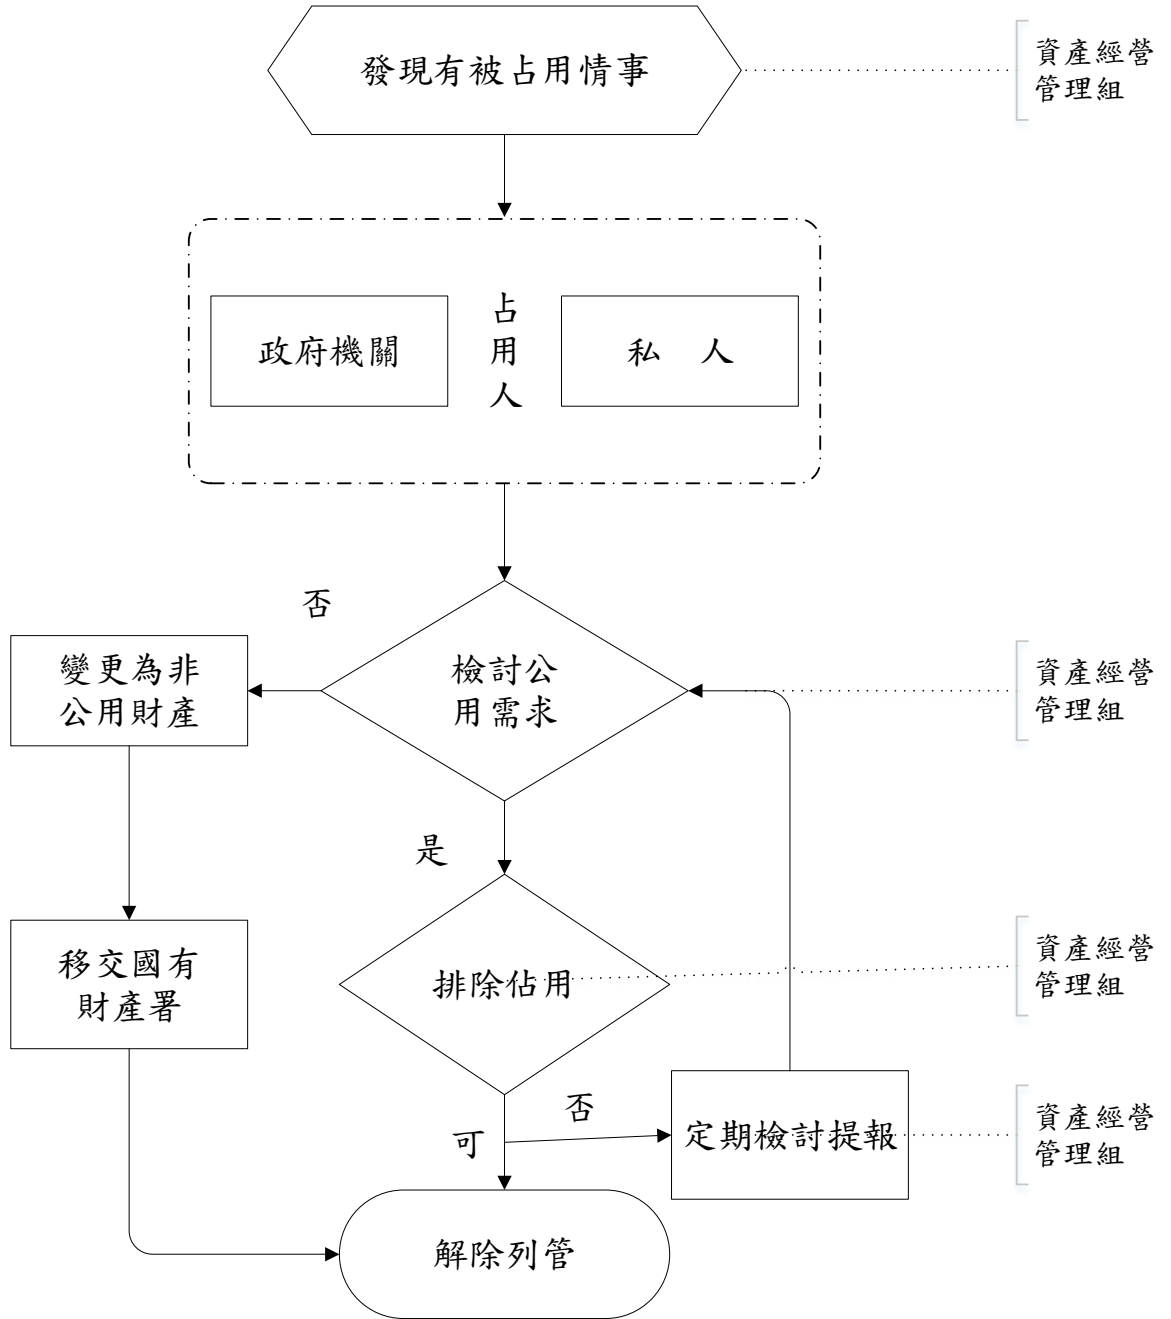 發現有被占用情事
資產經營
管理組
政府機關
占
用
人
私　人
否
變更為非
公用財產
檢討公
用需求
資產經營
管理組
是
移交國有
財產署
排除佔用
資產經營
管理組
否
可
定期檢討提報
資產經營
管理組
解除列管